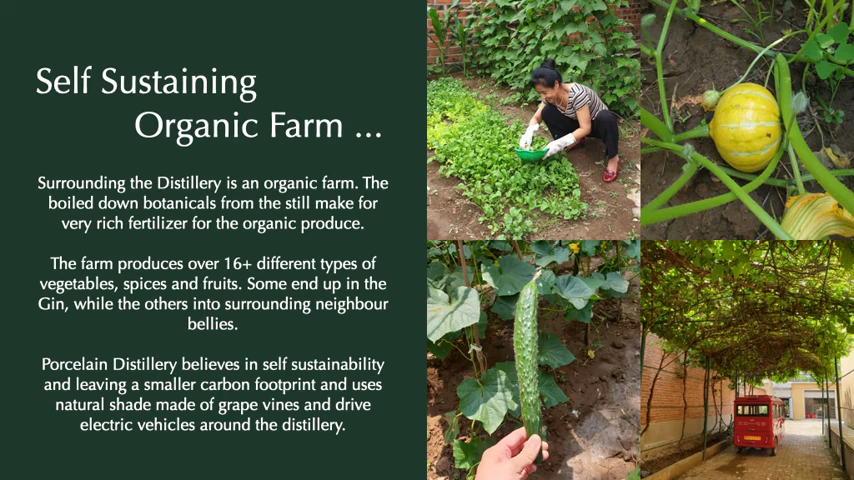 Self Sustaining
Organic Farm ...
Surrounding the Distillery is an organic farm. The
boiled down botanicals from the still make for
very rich fertilizer for the organic produce.
The farm produces over 16+ different types of
vegetables, spices and fruits. Some end up in the
Gin, while the others into surrounding neighbour
bellies.
Porcelain Distillery believes in self sustainability
and leaving a smaller carbon footprint and uses
natural shade made of grape vines and drive
electric vehicles around the distillery.